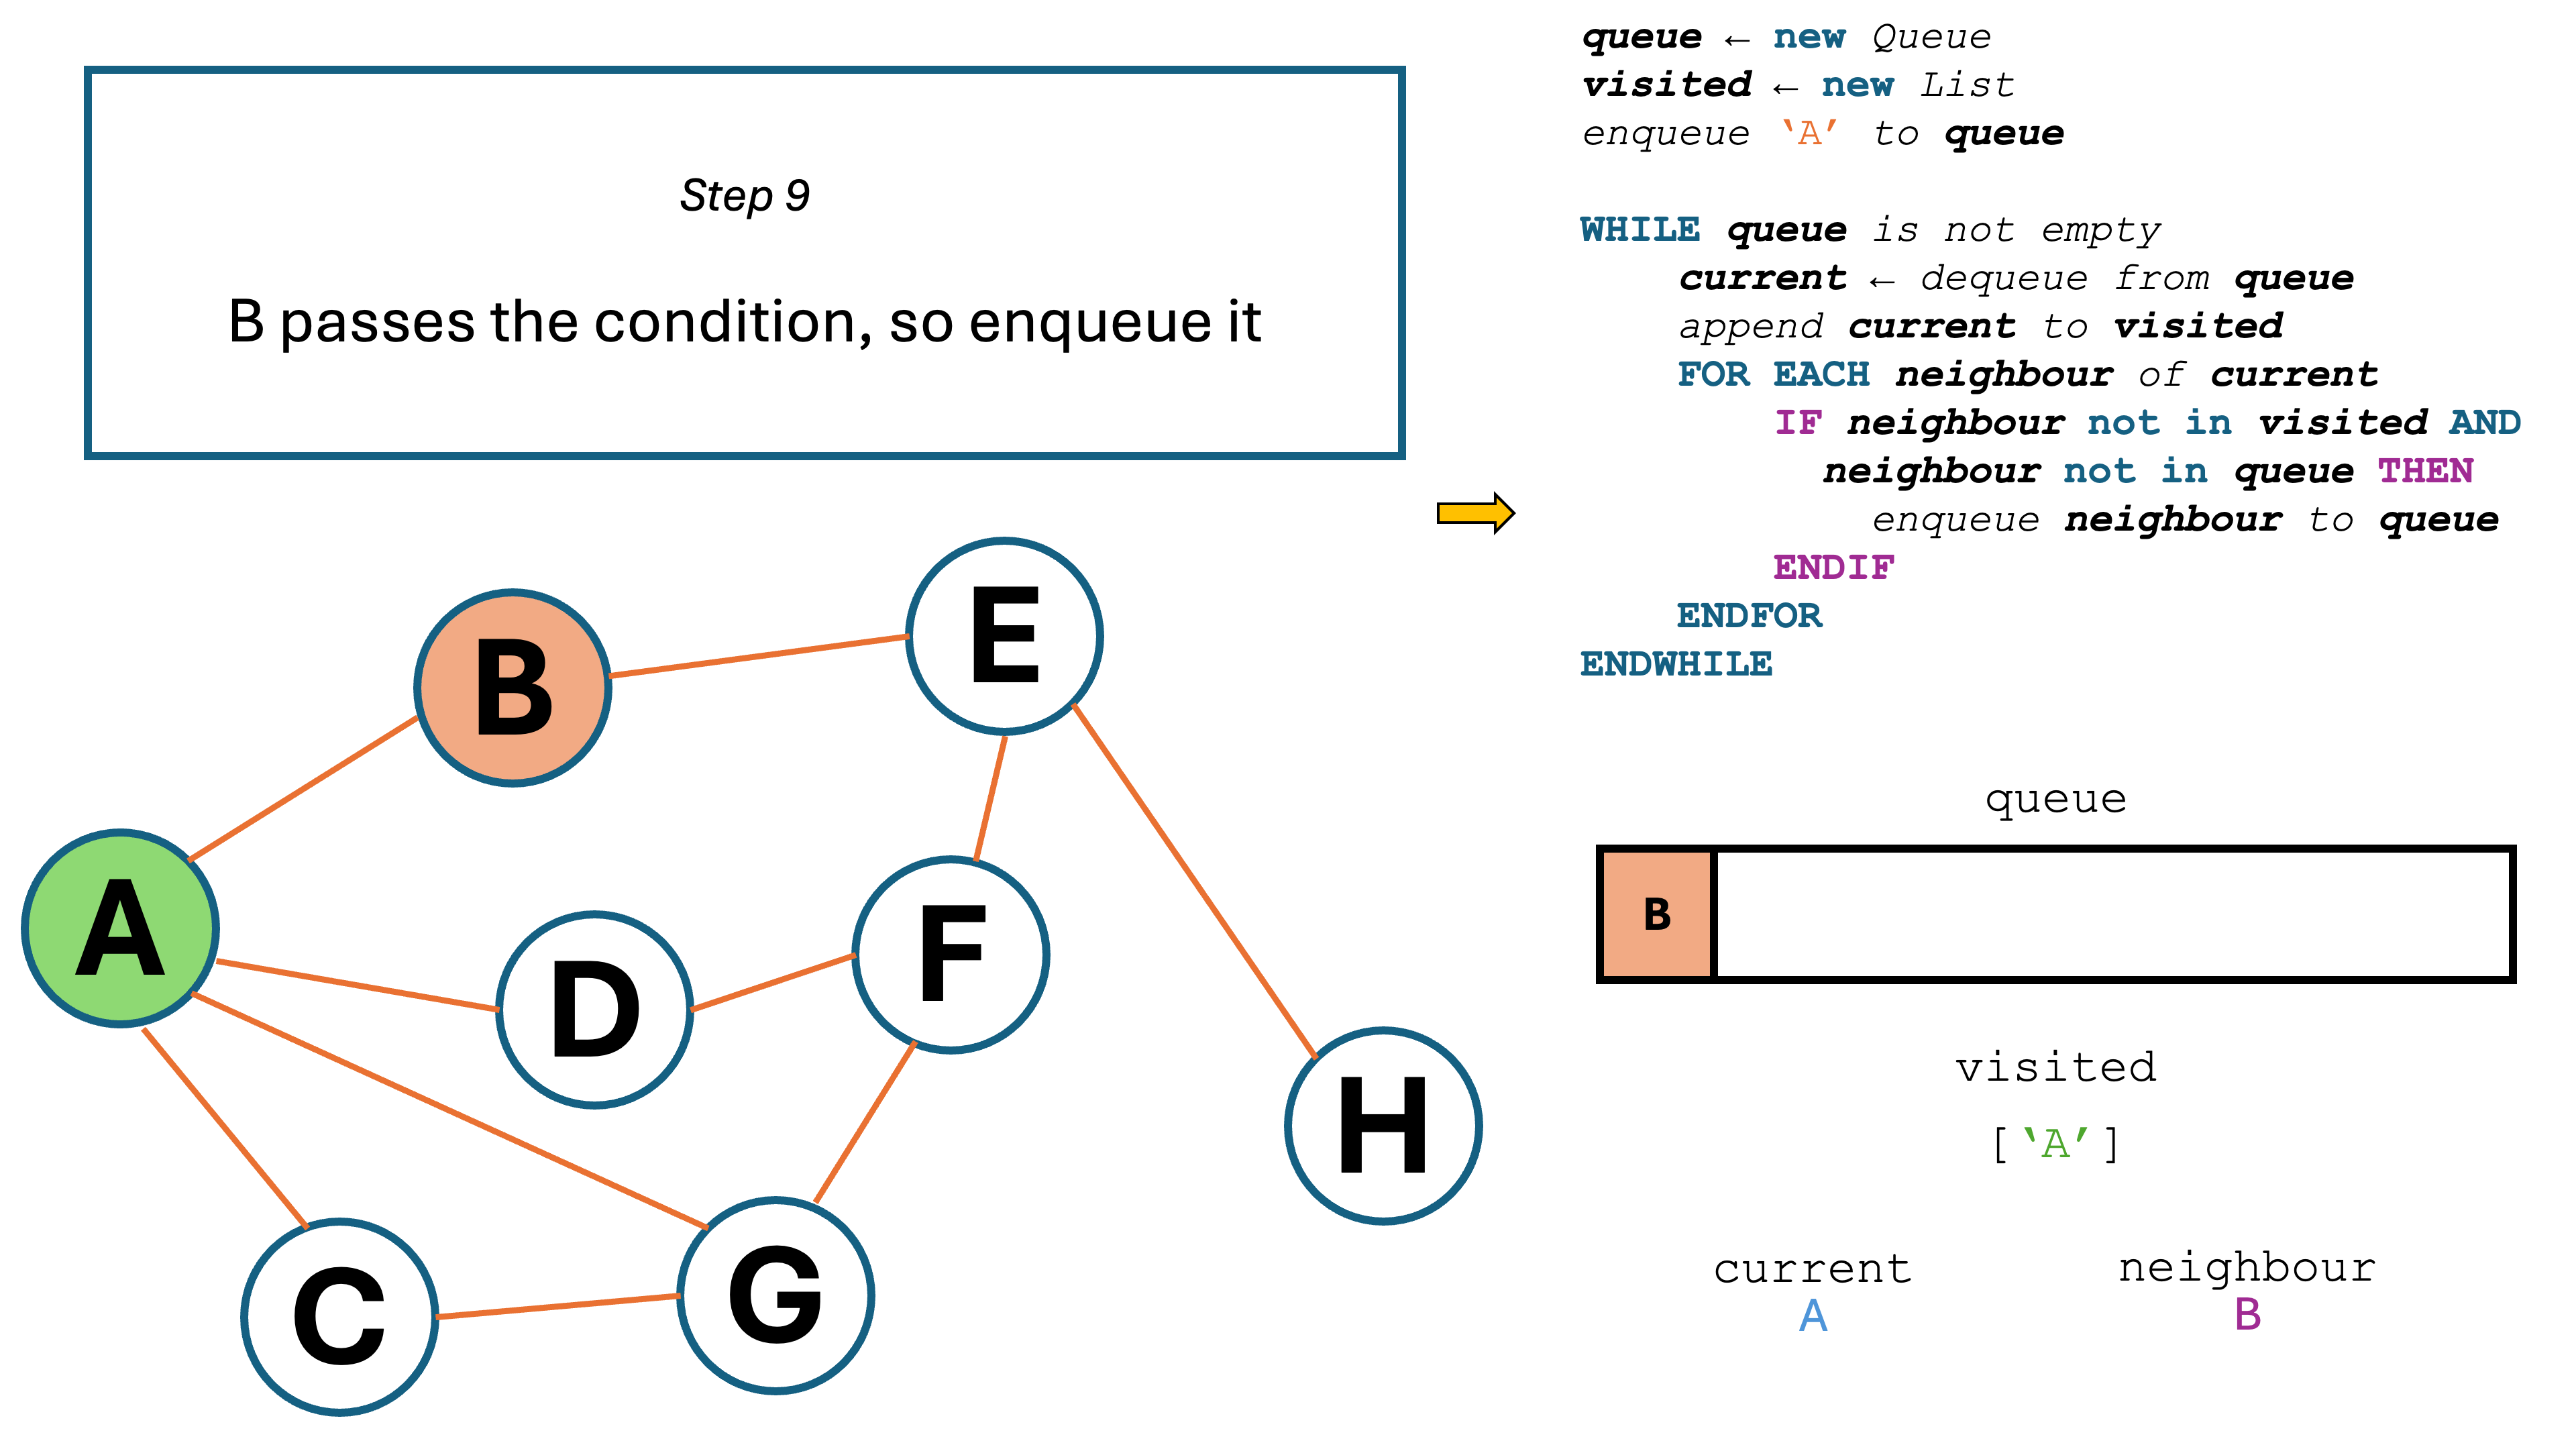 Step 9
B passes the condition, so enqueue it
queue ← new Queue
visited ← new List
enqueue ‘A’ to queue
WHILE queue is not empty
current ← dequeue from queue
append current to visited
FOR EACH neighbour of current
IF neighbour not in visited AND
neighbour not in queue THEN
enqueue neighbour to queue
ENDIF
ENDFOR
ENDWHILE
B
E
A
D
F
C
G
H
queue
B
visited
[‘A’]
current
A
neighbour
B